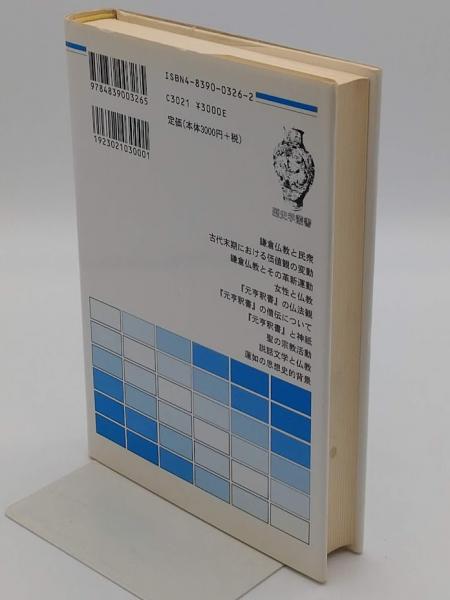 9784839003265
1923021030001
ISBN4-8390-0326-2
C3021 ¥3000E
定価(本体3000円+税)
歴史学叢書
鎌倉仏教と民衆
古代末期における価値観の変動
鎌倉仏教とその革新運動
女性と仏教
『元亨釈書』の仏法観
『元亨釈書』の僧伝について
『元亨釈書』と神祇
聖の宗教活動
説話文学と仏教
蓮如の思想史的背景